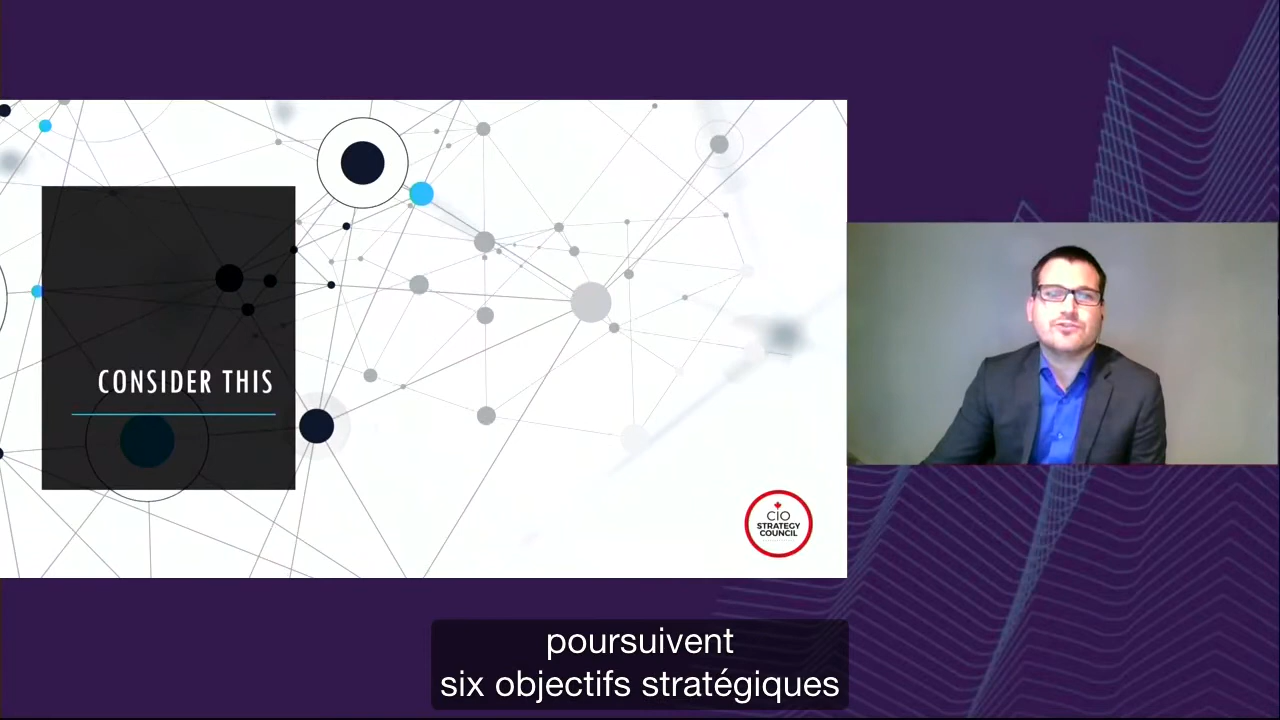 CONSIDER THIS
CIO
STRATEGY
COUNCIL
poursuivent
six objectifs stratégiques